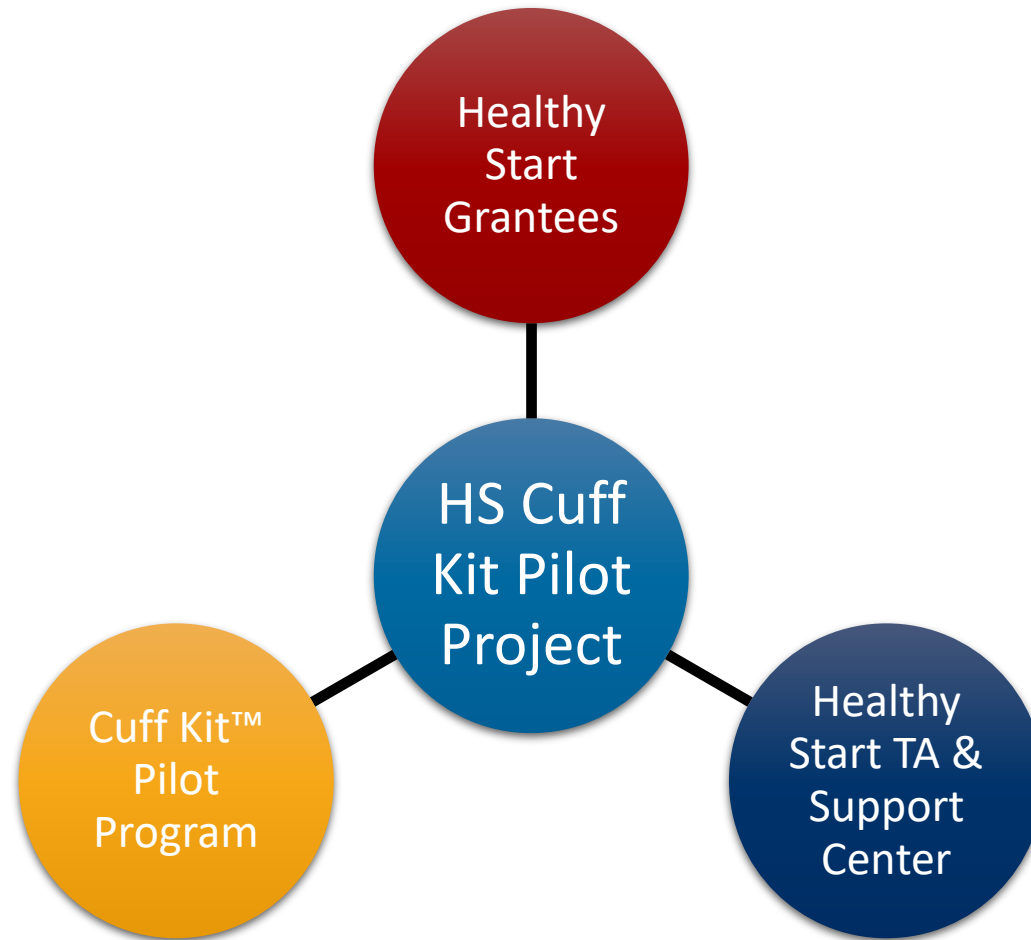 Healthy
Start
Grantees
HS Cuff
Kit Pilot
Project
Cuff Kit™
Pilot
Program
Healthy
Start TA &
Support
Center